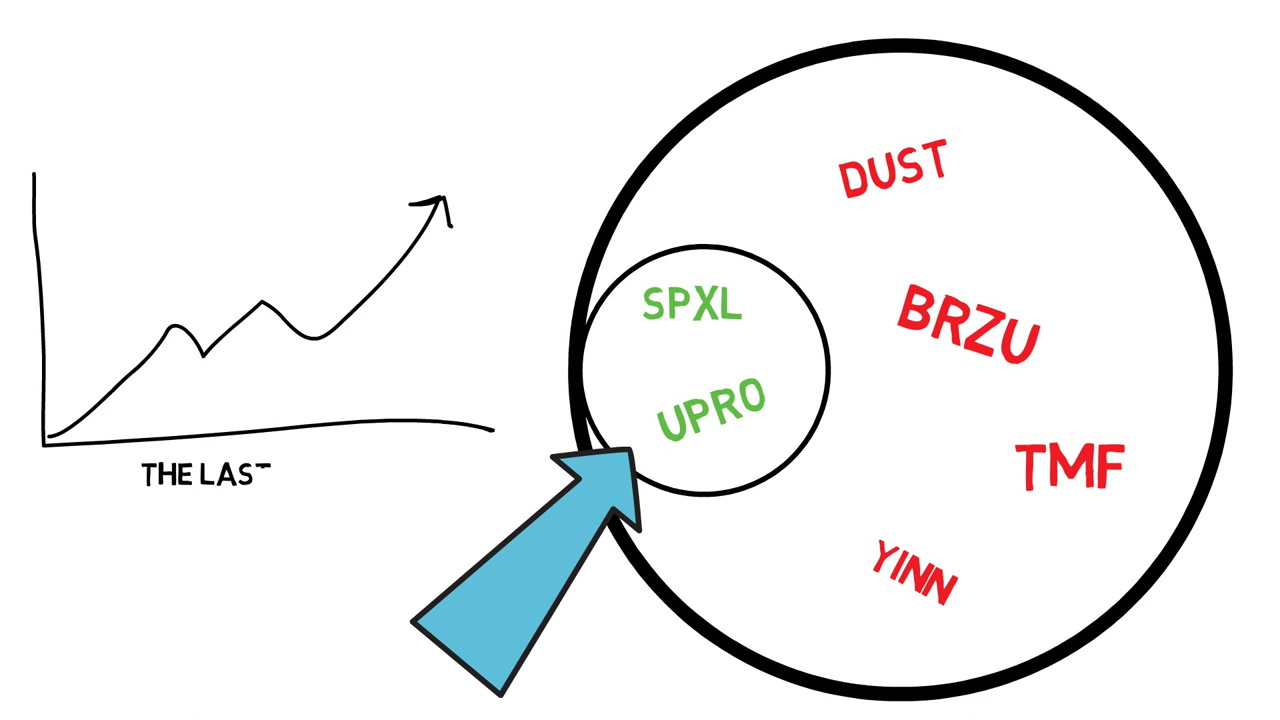 DUST
SPXL
BRZU
UPRO
TMF
THE LAS
YINN